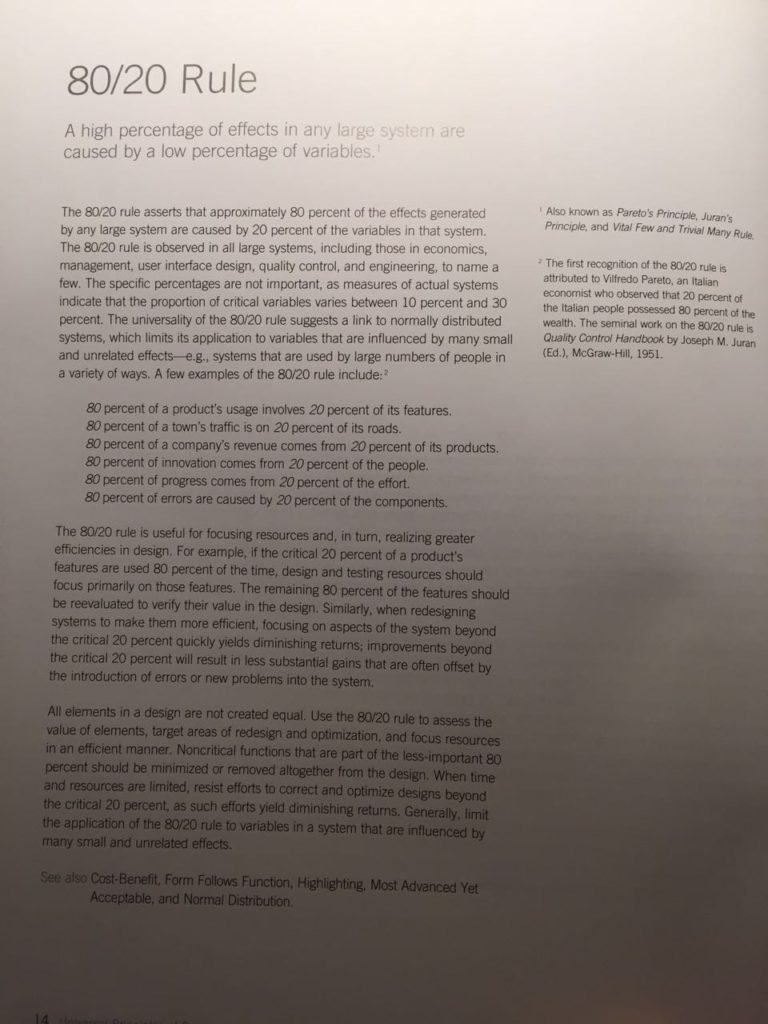 80/20 Rule
A high percentage of effects in any large system are
caused by a low percentage of variables.¹
The 80/20 rule asserts that approximately 80 percent of the effects generated
by any large system are caused by 20 percent of the variables in that system.
The 80/20 rule is observed in all large systems, including those in economics,
management, user interface design, quality control, and engineering, to name a
few. The specific percentages are not important, as measures of actual systems
indicate that the proportion of critical variables varies between 10 percent and 30
percent. The universality of the 80/20 rule suggests a link to normally distributed
systems, which limits its application to variables that are influenced by many small
and unrelated effects—e.g., systems that are used by large numbers of people in
a variety of ways. A few examples of the 80/20 rule include:²
80 percent of a product's usage involves 20 percent of its features.
80 percent of a town's traffic is on 20 percent of its roads.
80 percent of a company's revenue comes from 20 percent of its products.
80 percent of innovation comes from 20 percent of the people.
80 percent of progress comes from 20 percent of the effort.
80 percent of errors are caused by 20 percent of the components.
The 80/20 rule is useful for focusing resources and, in turn, realizing greater
efficiencies in design. For example, if the critical 20 percent of a product's
features are used 80 percent of the time, design and testing resources should
focus primarily on those features. The remaining 80 percent of the features should
be reevaluated to verify their value in the design. Similarly, when redesigning
systems to make them more efficient, focusing on aspects of the system beyond
the critical 20 percent quickly yields diminishing returns; improvements beyond
the critical 20 percent will result in less substantial gains that are often offset by
the introduction of errors or new problems into the system.
All elements in a design are not created equal. Use the 80/20 rule to assess the
value of elements, target areas of redesign and optimization, and focus resources
in an efficient manner. Noncritical functions that are part of the less-important 80
percent should be minimized or removed altogether from the design. When time
and resources are limited, resist efforts to correct and optimize designs beyond
the critical 20 percent, as such efforts yield diminishing returns. Generally, limit
the application of the 80/20 rule to variables in a system that are influenced by
many small and unrelated effects.
See also Cost-Benefit, Form Follows Function, Highlighting, Most Advanced Yet
Acceptable, and Normal Distribution.
¹ Also known as Pareto's Principle, Juran's
Principle, and Vital Few and Trivial Many Rule.
² The first recognition of the 80/20 rule is
attributed to Vilfredo Pareto, an Italian
economist who observed that 20 percent of
the Italian people possessed 80 percent of the
wealth. The seminal work on the 80/20 rule is
Quality Control Handbook by Joseph M. Juran
(Ed.), McGraw-Hill, 1951.
14